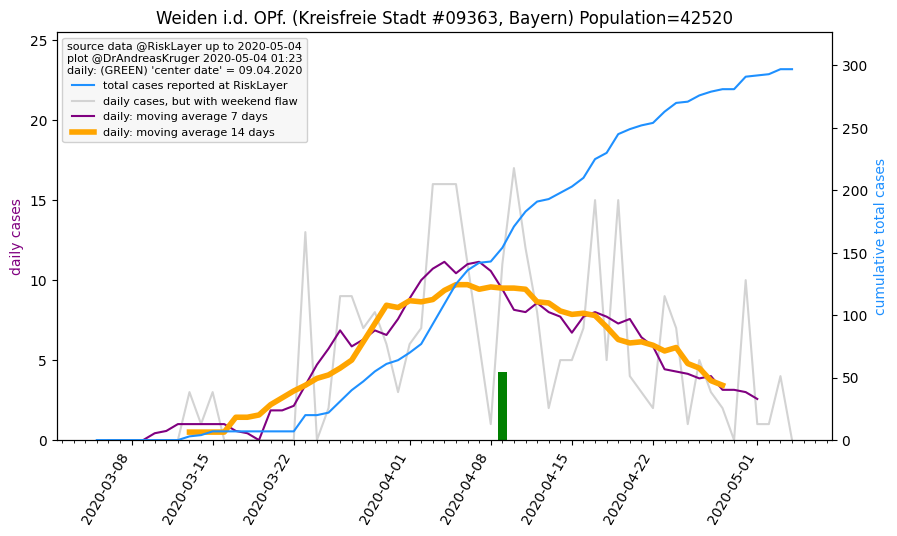 Weiden i.d. OPf. (Kreisfreie Stadt #09363, Bayern) Population=42520
source data @RiskLayer up to 2020-05-04
plot @DrAndreasKruger 2020-05-04 01:23
daily: (GREEN) 'center date' = 09.04.2020
total cases reported at RiskLayer
daily cases, but with weekend flaw
daily: moving average 7 days
daily: moving average 14 days
daily cases
25
20
15
10
5
0
cumulative total cases
300
250
200
150
100
50
0
2020-03-08
2020-03-15
2020-03-22
2020-04-01
2020-04-08
2020-04-15
2020-04-22
2020-05-01